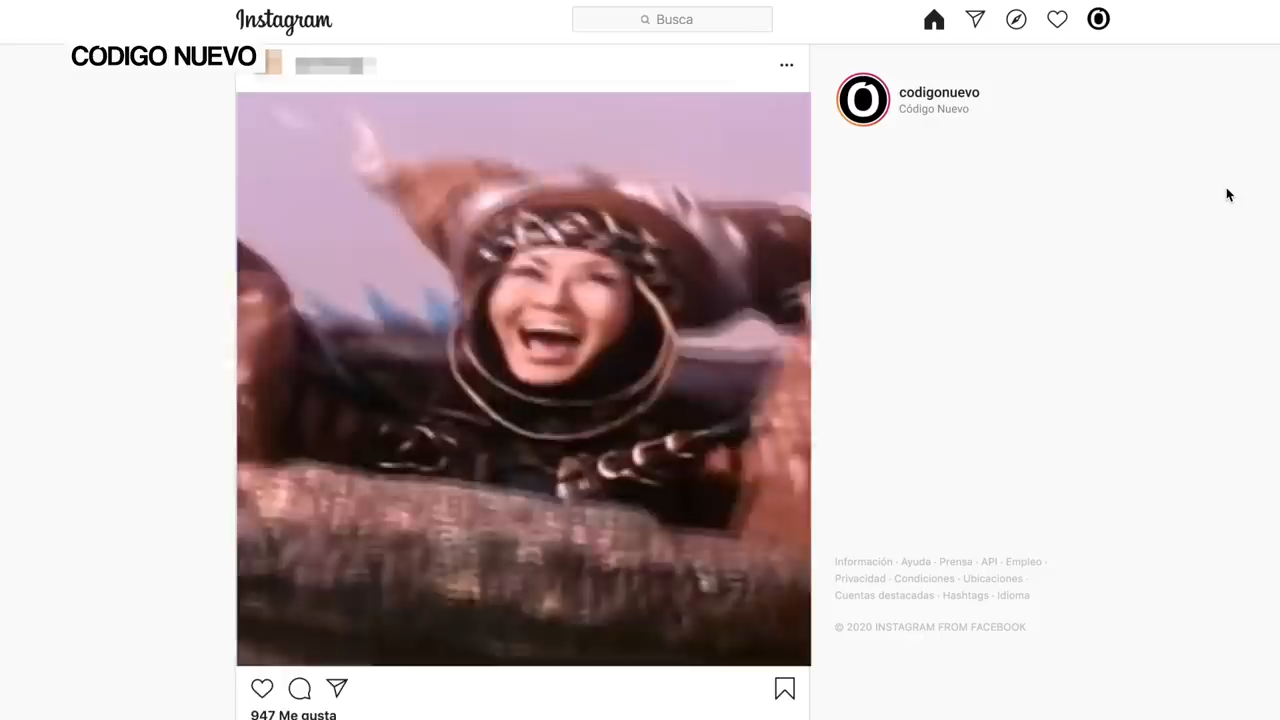 Instagram
Busca
CÓDIGO NUEVO
codigonuevo
Código Nuevo
Información · Ayuda · Prensa · API · Empleo ·
Privacidad · Condiciones · Ubicaciones ·
Cuentas destacadas · Hashtags · Idioma
© 2020 INSTAGRAM FROM FACEBOOK
947 Me gusta